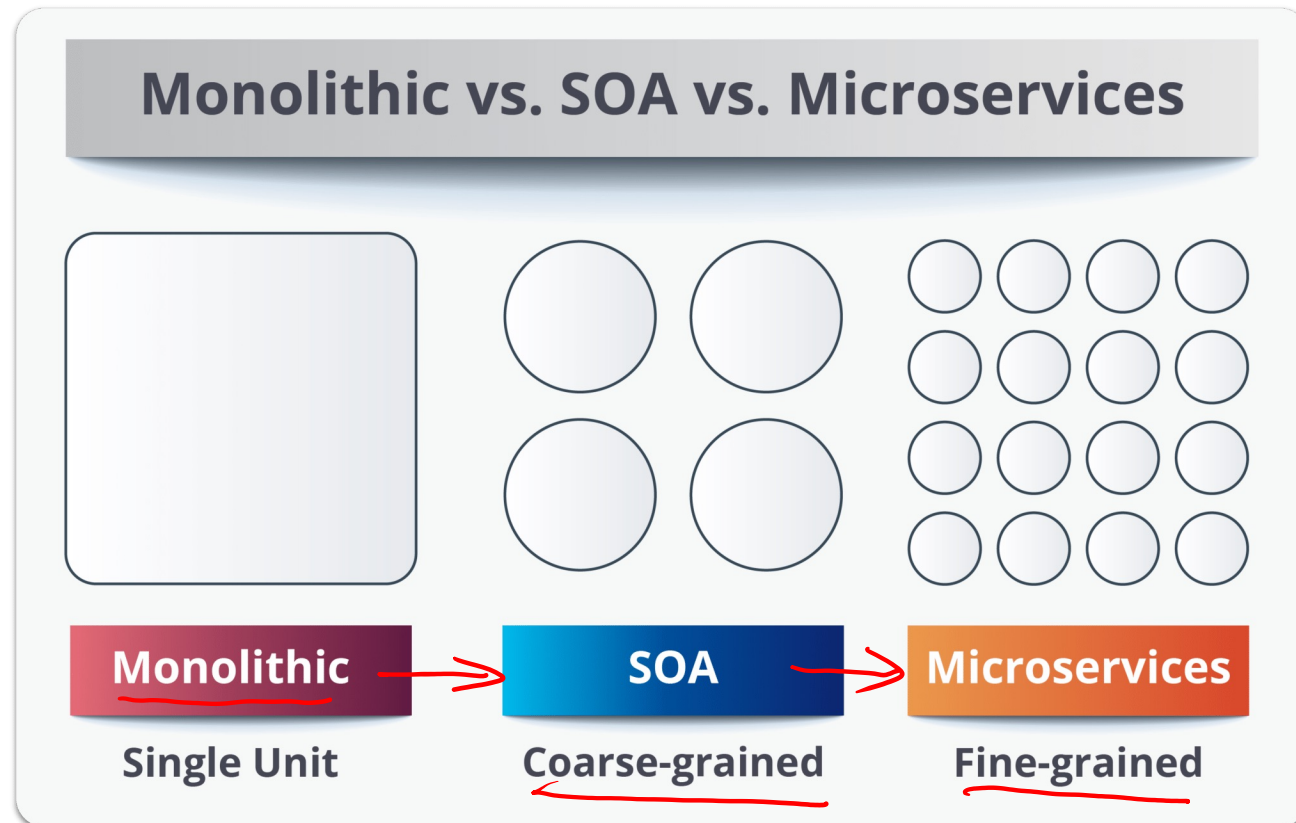 Monolithic vs. SOA vs. Microservices
Monolithic
SOA
Microservices
Single Unit
Coarse-grained
Fine-grained